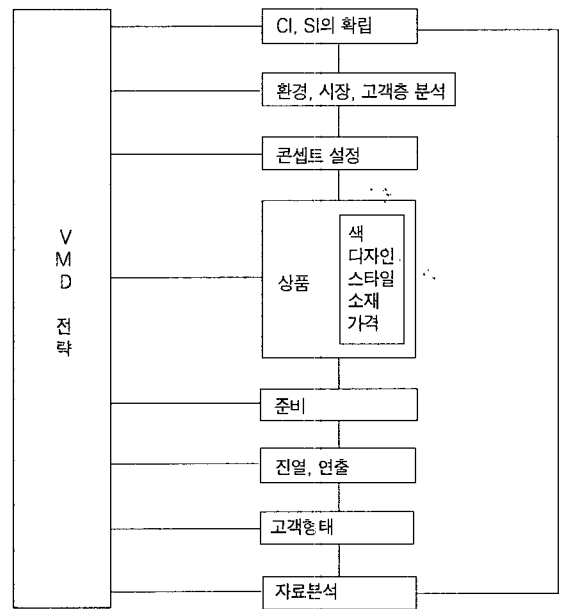 CI, SI의 확립
환경, 시장, 고객층 분석
콘셉트 설정
VMD 전략
상품
색
디자인
스타일
소재
가격
준비
진열, 연출
고객형태
자료분석